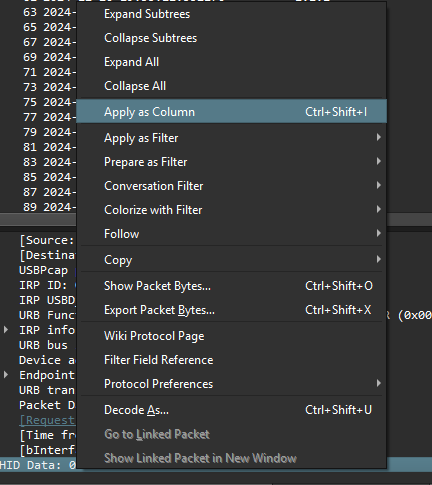 63 2024-
65 2024-
67 2024-
69 2024-
71 2024-
73 2024-
75 2024-
77 2024-
79 2024-
81 2024-
83 2024-
85 2024-
87 2024-
89 2024-
Expand Subtrees
Collapse Subtrees
Expand All
Collapse All
Apply as Column Ctrl+Shift+I
Apply as Filter
Prepare as Filter
Conversation Filter
Colorize with Filter
Follow
Copy
Show Packet Bytes... Ctrl+Shift+O
Export Packet Bytes... Ctrl+Shift+X
Wiki Protocol Page
Filter Field Reference
Protocol Preferences
Decode As... Ctrl+Shift+U
Go to Linked Packet
Show Linked Packet in New Window
[Source:
[Destinat
USBPcap
IRP ID:
IRP USBD_
URB Funct
R (0x00
IRP info
URB bus
Device a
Endpoint
URB tran
Packet D
[Request
[Time fr
[bInterf
HID Data: 0